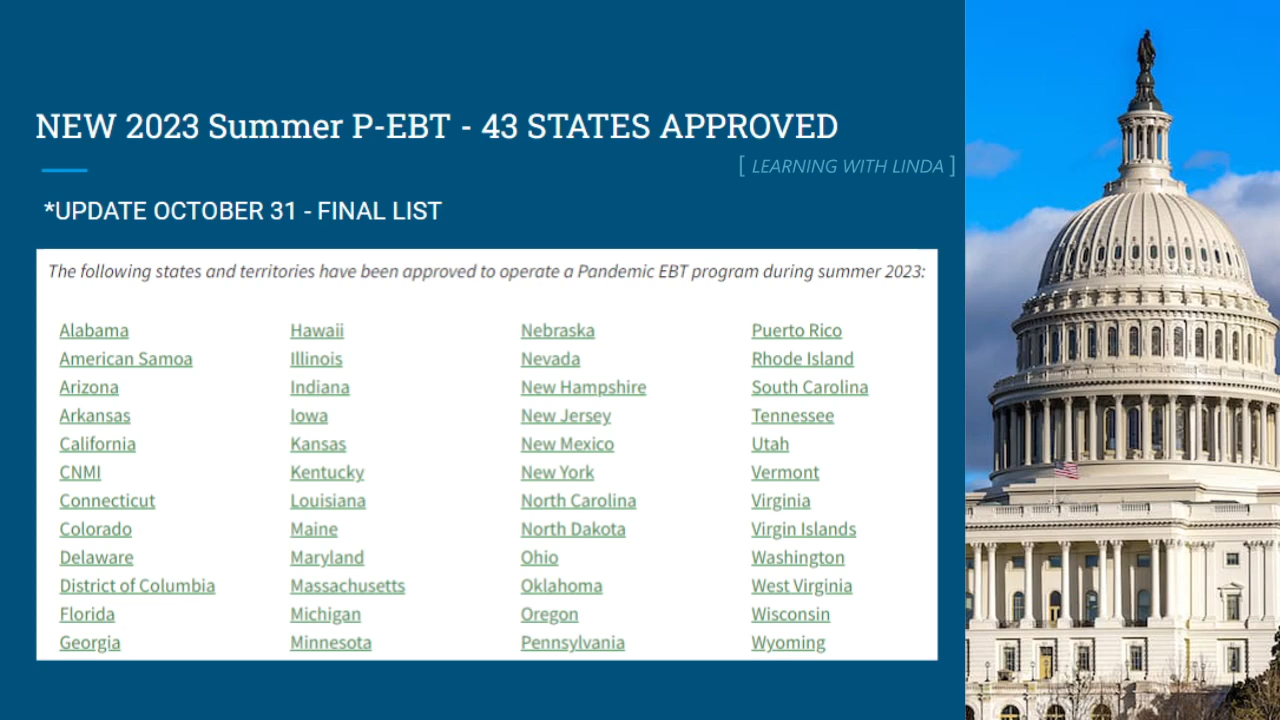 NEW 2023 Summer P-EBT - 43 STATES APPROVED
[ LEARNING WITH LINDA ]
*UPDATE OCTOBER 31 - FINAL LIST
The following states and territories have been approved to operate a Pandemic EBT program during summer 2023:
Alabama
American Samoa
Arizona
Arkansas
California
CNMI
Connecticut
Colorado
Delaware
District of Columbia
Florida
Georgia
Hawaii
Illinois
Indiana
Iowa
Kansas
Kentucky
Louisiana
Maine
Maryland
Massachusetts
Michigan
Minnesota
Nebraska
Nevada
New Hampshire
New Jersey
New Mexico
New York
North Carolina
North Dakota
Ohio
Oklahoma
Oregon
Pennsylvania
Puerto Rico
Rhode Island
South Carolina
Tennessee
Utah
Vermont
Virginia
Virgin Islands
Washington
West Virginia
Wisconsin
Wyoming